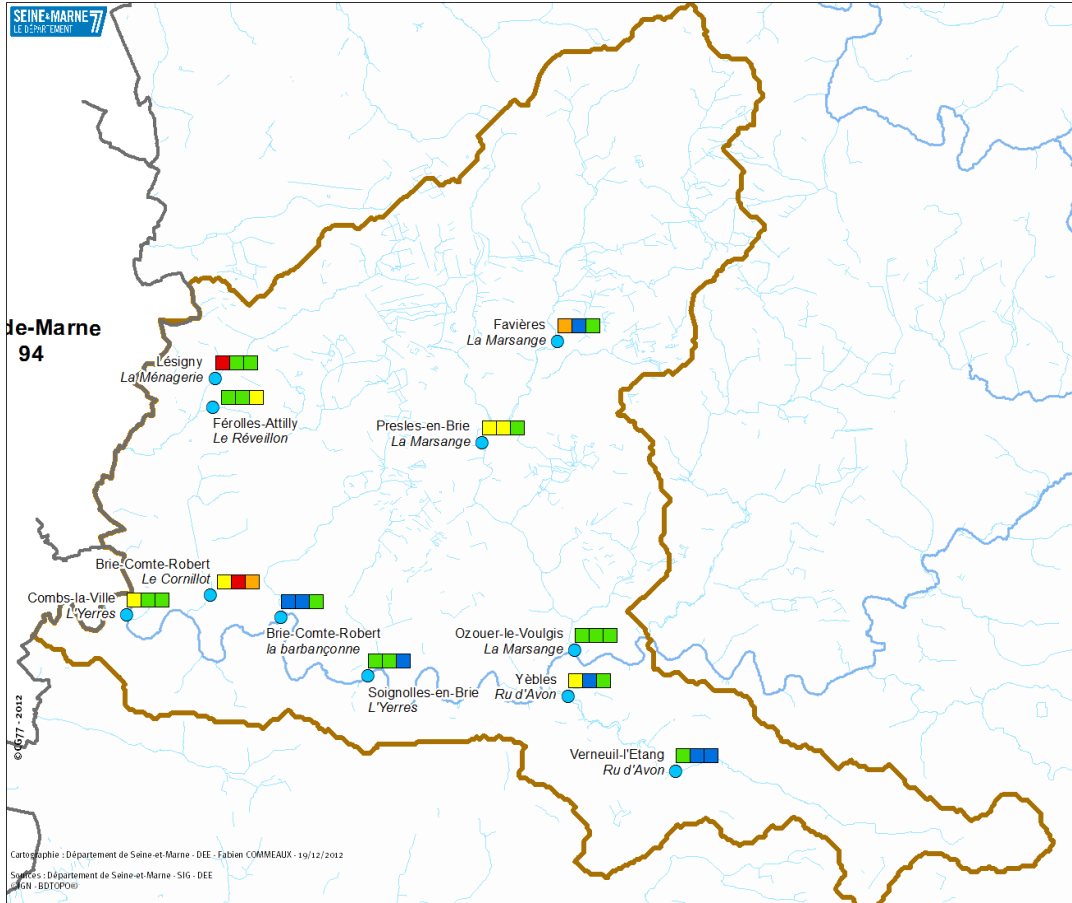 SEINE&MARNE 77
LE DÉPARTEMENT
de-Marne
94
Favières
La Marsange
Lésigny
La Ménagerie
Férolles-Attilly
Le Réveillon
Presles-en-Brie
La Marsange
Brie-Comte-Robert
Le Cornillot
Combs-la-Ville
L'Yerres
Brie-Comte-Robert
la barbançonne
Ozouer-le-Voulgis
La Marsange
Soignolles-en-Brie
L'Yerres
Yèbles
Ru d'Avon
Verneuil-l'Etang
Ru d'Avon
©CG77 - 2012
Cartographie : Département de Seine-et-Marne - DEE - Fabien COMMEAUX - 19/12/2012
Sources : Département de Seine-et-Marne - SIG - DEE
©IGN - BDTOPO®